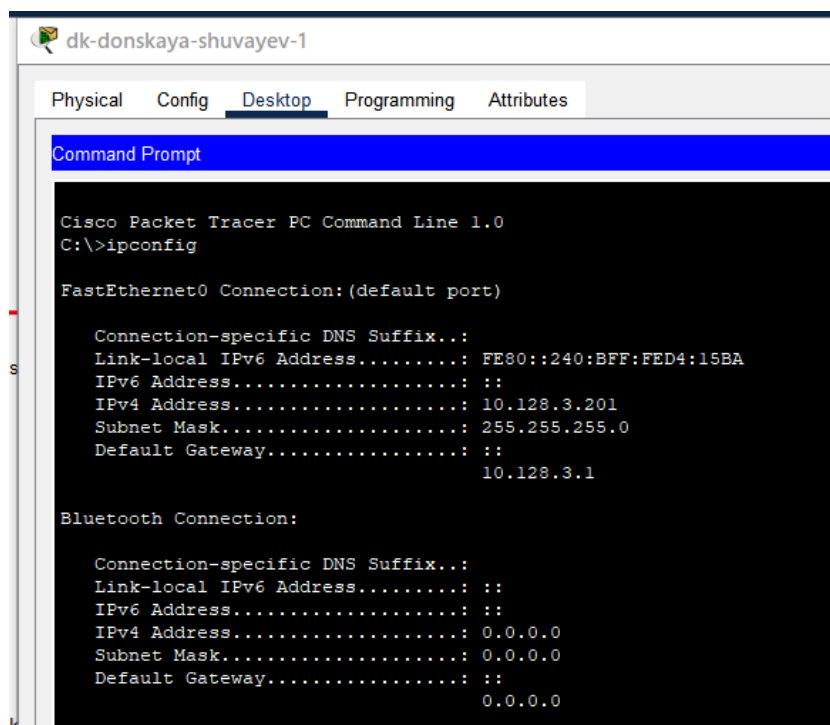 dk-donskaya-shuvayev-1
Physical Config Desktop Programming Attributes
Command Prompt
Cisco Packet Tracer PC Command Line 1.0
C:\>ipconfig
FastEthernet0 Connection:(default port)
Connection-specific DNS Suffix..:
Link-local IPv6 Address.........: FE80::240:BFF:FED4:15BA
IPv6 Address....................: ::
IPv4 Address....................: 10.128.3.201
Subnet Mask.....................: 255.255.255.0
Default Gateway.................: ::
10.128.3.1
Bluetooth Connection:
Connection-specific DNS Suffix..:
Link-local IPv6 Address.........: ::
IPv6 Address....................: ::
IPv4 Address....................: 0.0.0.0
Subnet Mask.....................: 0.0.0.0
Default Gateway.................: ::
0.0.0.0